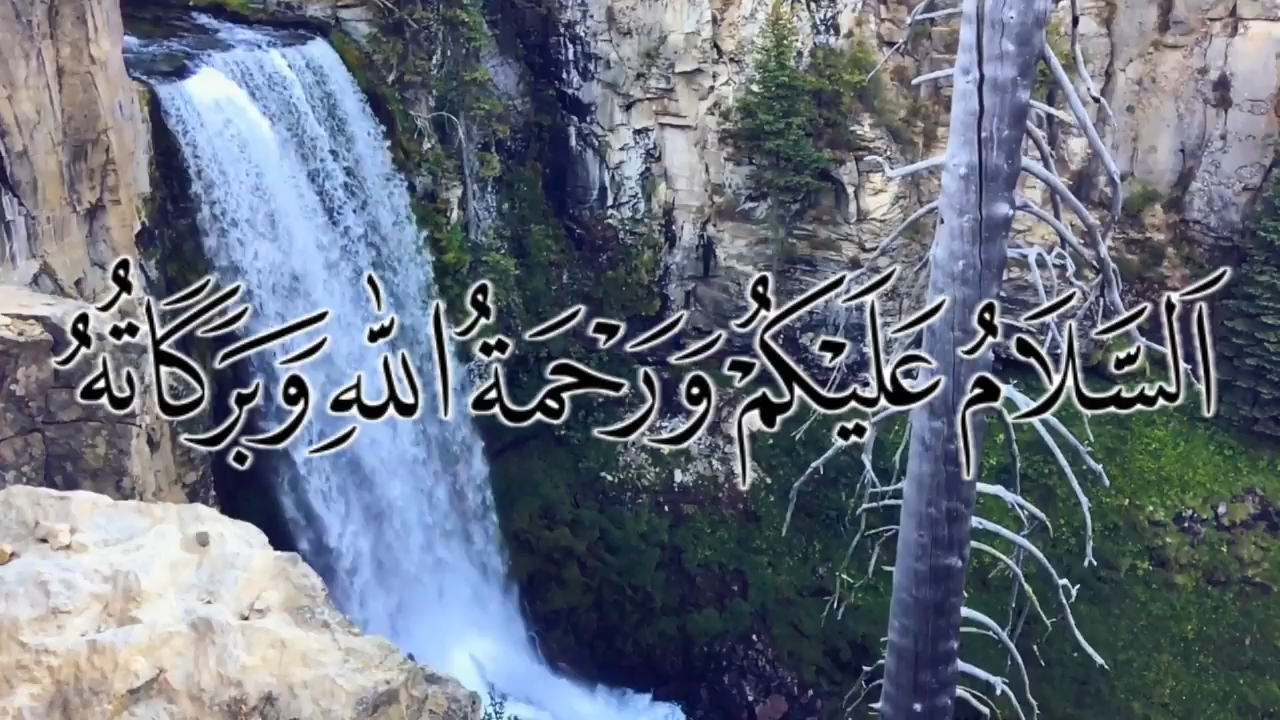 اَلسَّلَامُ عَلَيْكُمْ وَرَحْمَةُ اللّٰهِ وَبَرَكَاتُهُ